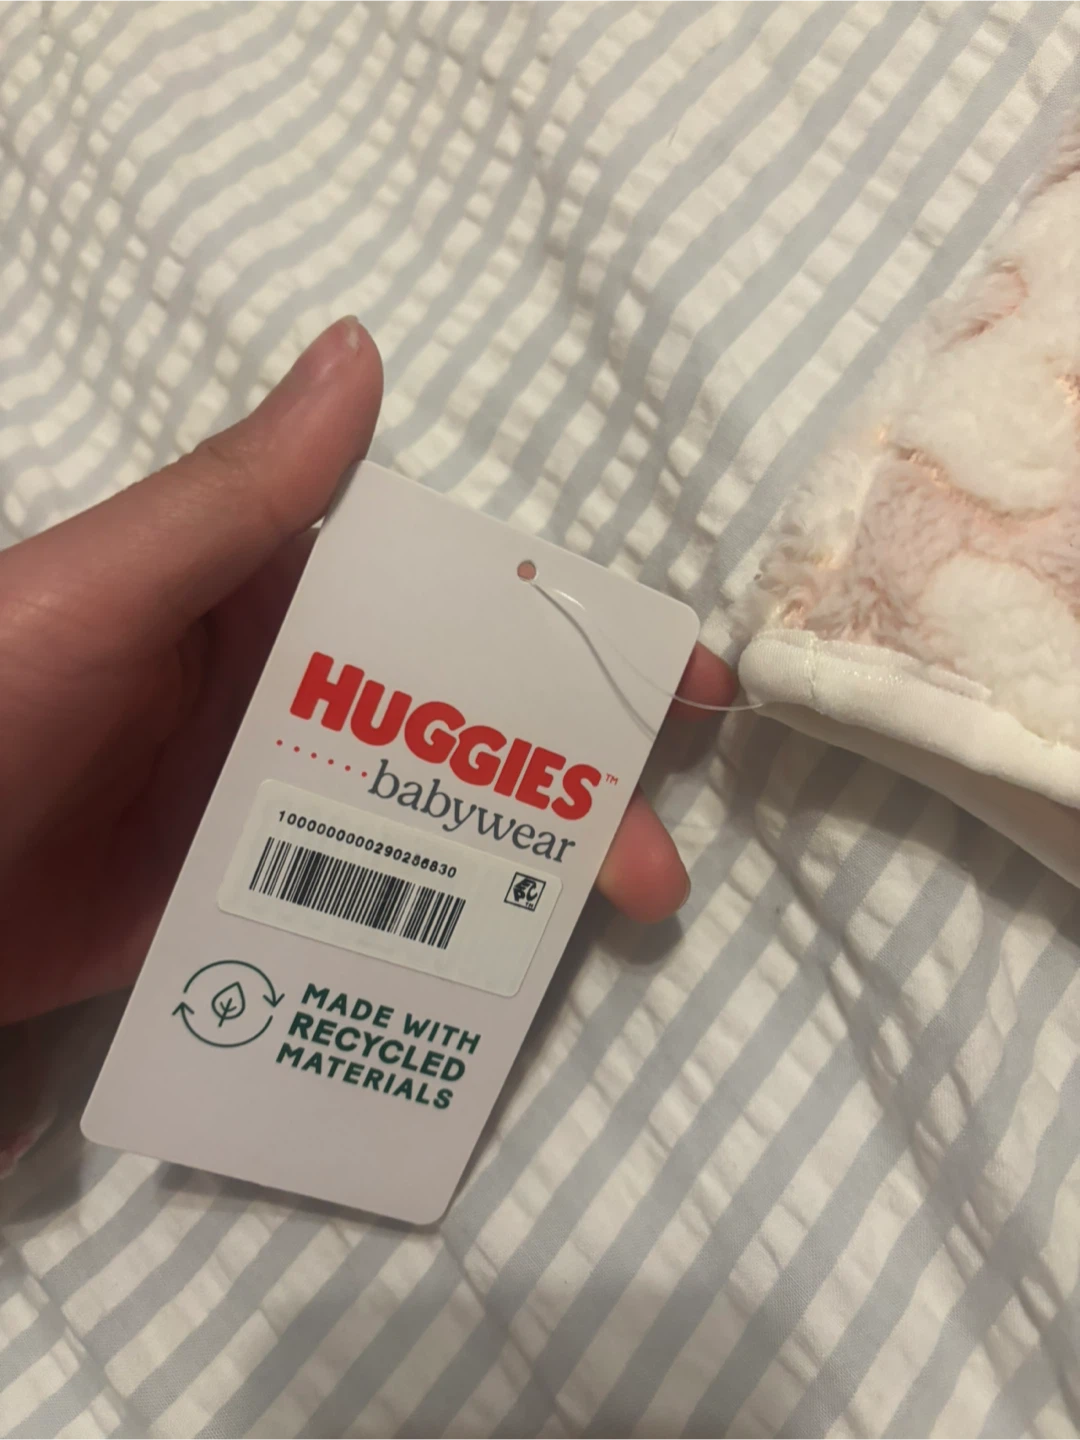 HUGGIES™
babywear
1000000000290286830
MADE WITH
RECYCLED
MATERIALS